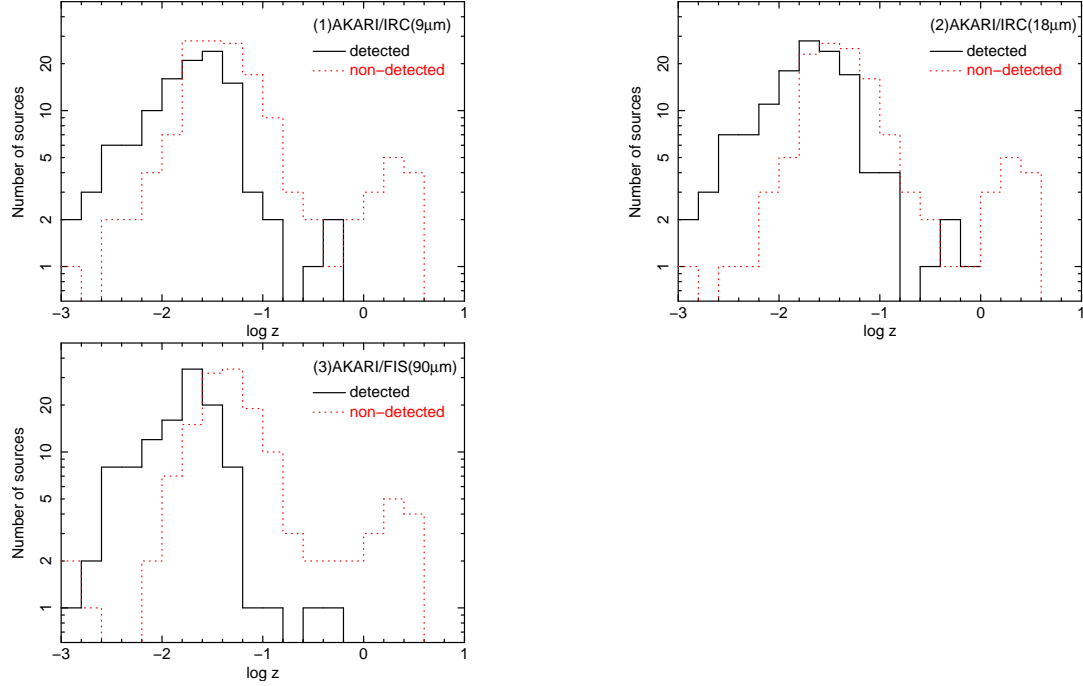 (1)AKARI/IRC(9μm)
detected
non−detected
Number of sources
20
10
5
2
1
−3
−2
−1
0
1
log z
(2)AKARI/IRC(18μm)
detected
non−detected
Number of sources
20
10
5
2
1
−3
−2
−1
0
1
log z
(3)AKARI/FIS(90μm)
detected
non−detected
Number of sources
20
10
5
2
1
−3
−2
−1
0
1
log z